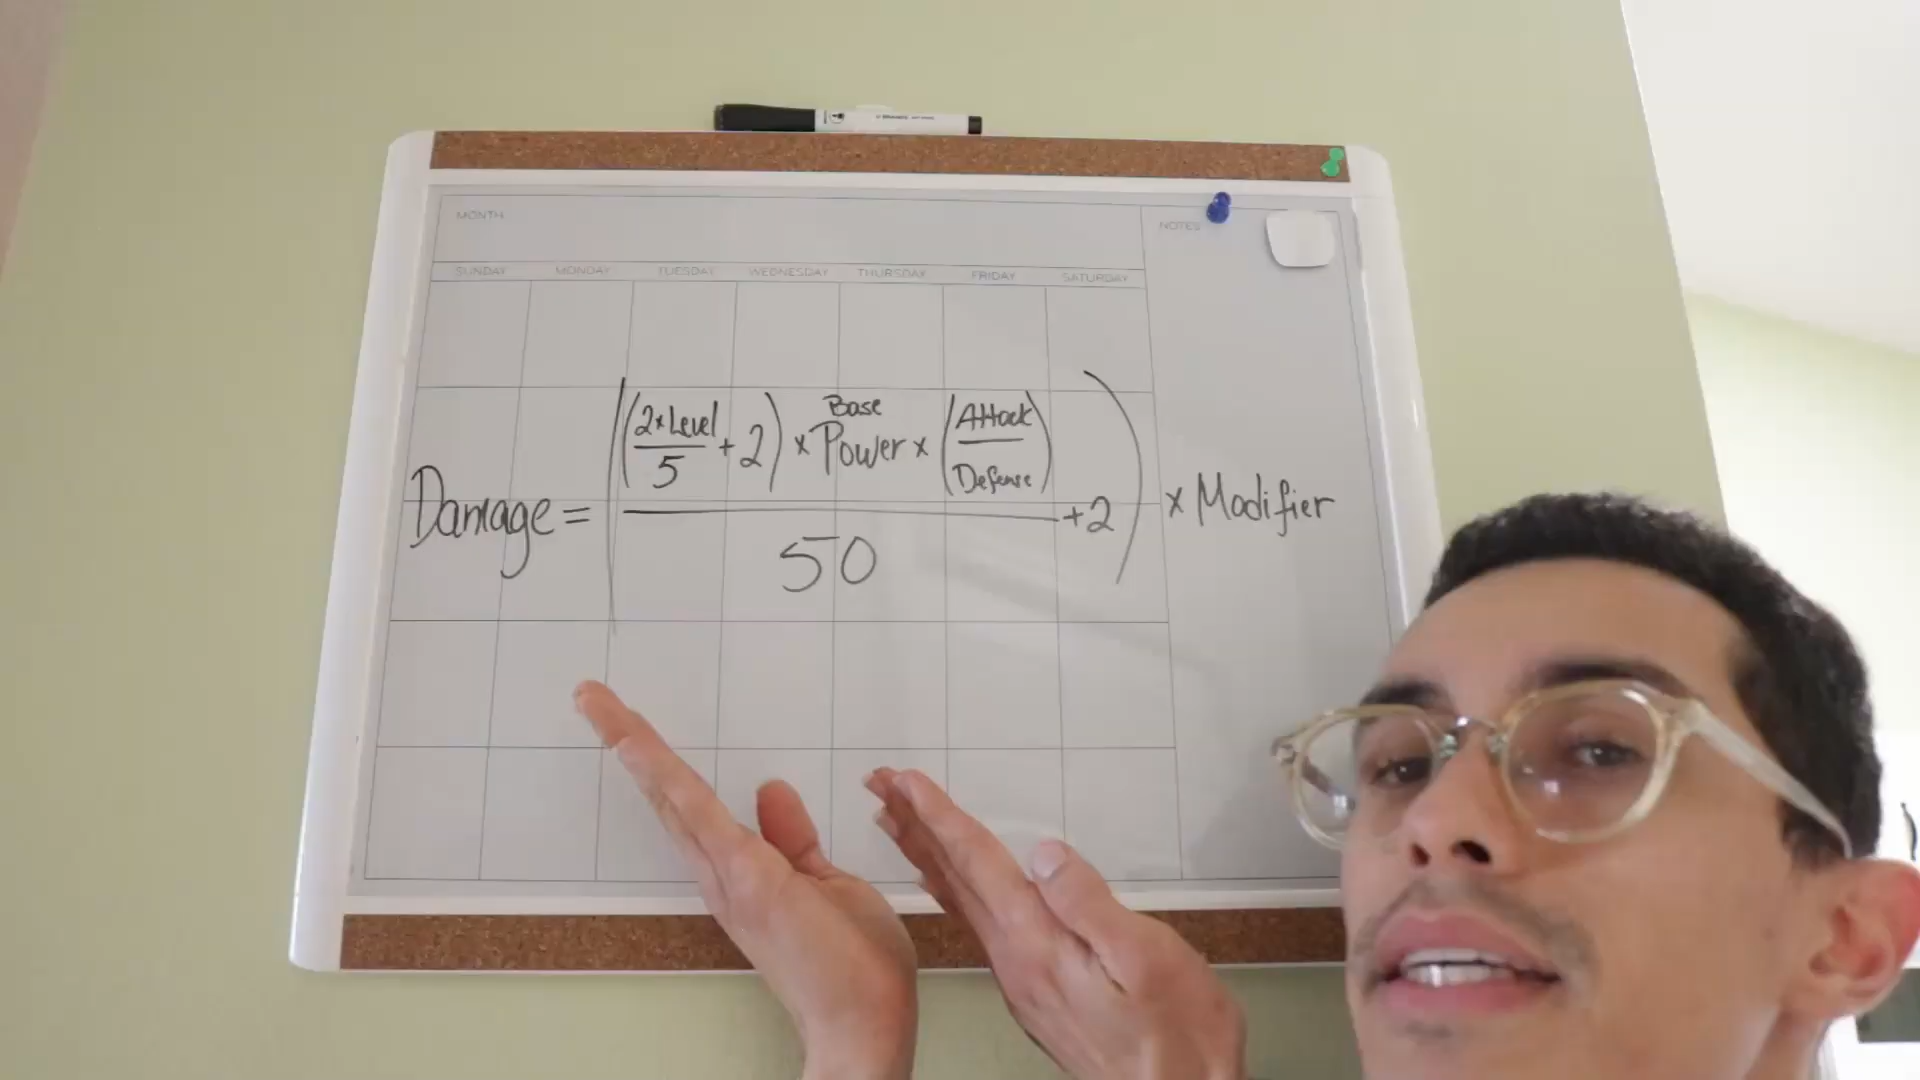 MONTH
NOTES
SUNDAY MONDAY TUESDAY WEDNESDAY THURSDAY FRIDAY SATURDAY
Damage = (((2×Level/5 + 2) × Base Power × (Attack/Defense))/50 + 2) × Modifier